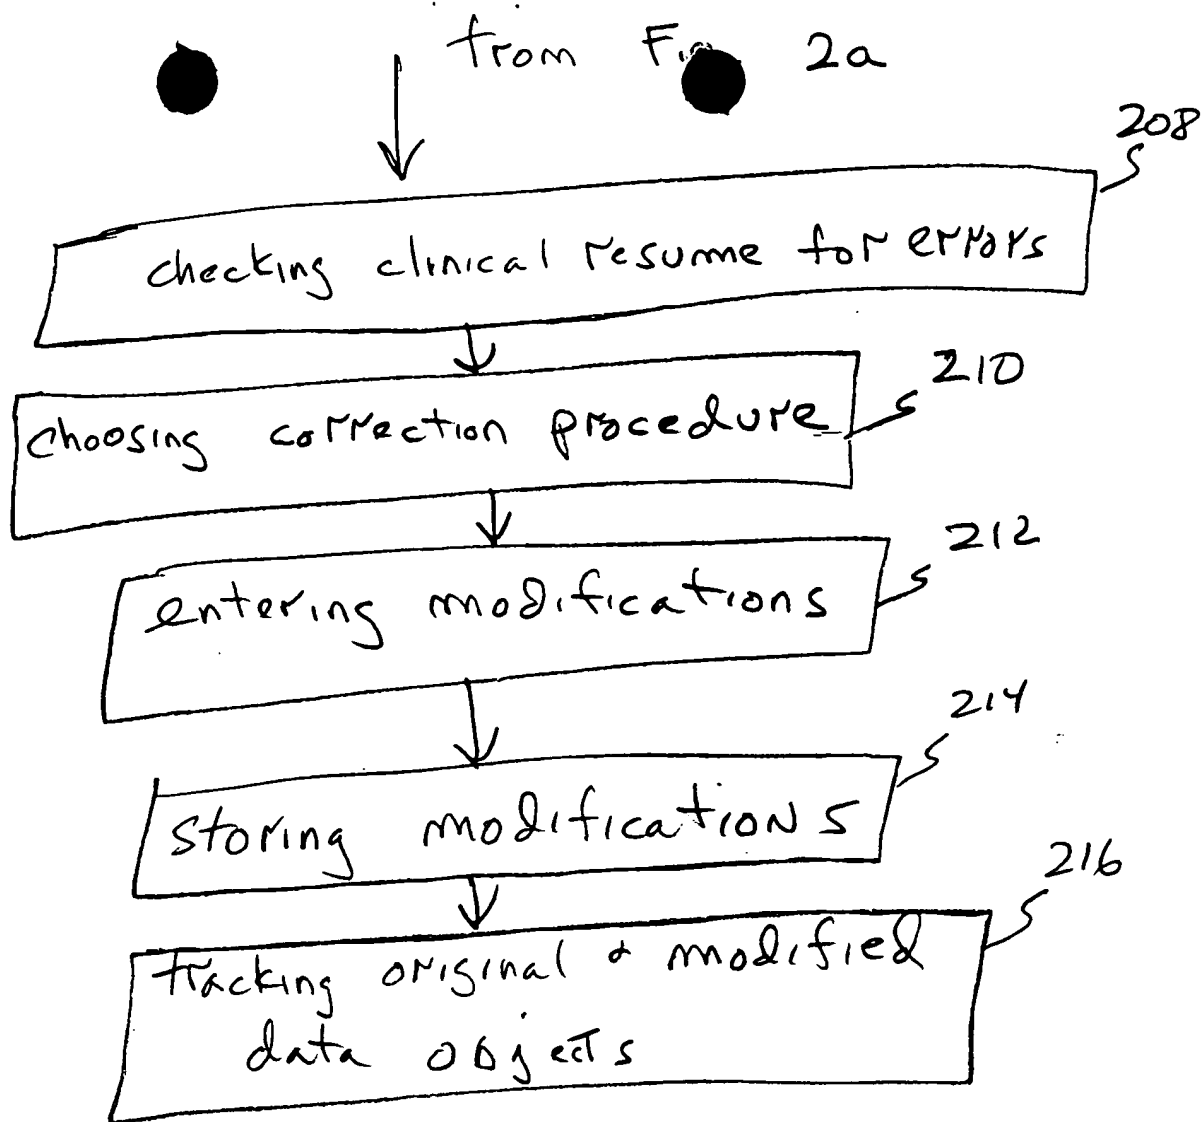 from Fig 2a
208
checking clinical resume for errors
210
choosing correction procedure
212
entering modifications
214
storing modifications
216
tracking original & modified
data objects